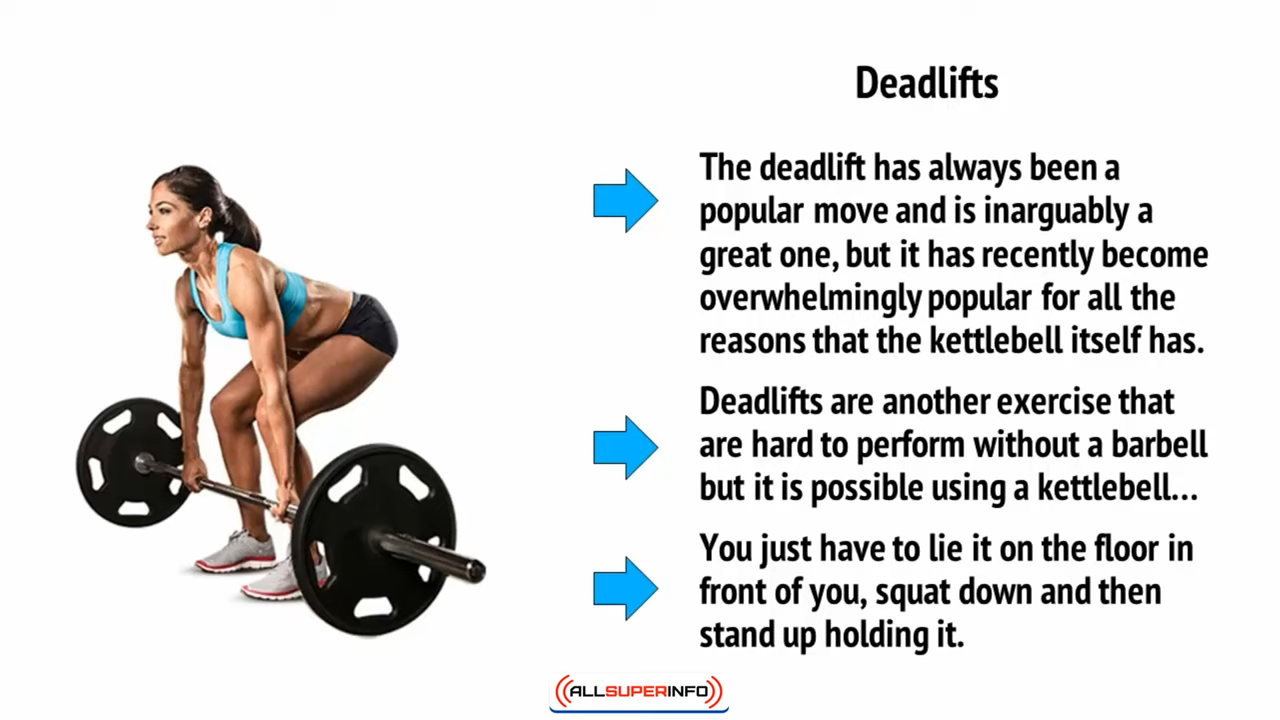 Deadlifts
The deadlift has always been a
popular move and is inarguably a
great one, but it has recently become
overwhelmingly popular for all the
reasons that the kettlebell itself has.
Deadlifts are another exercise that
are hard to perform without a barbell
but it is possible using a kettlebell...
You just have to lie it on the floor in
front of you, squat down and then
stand up holding it.
ALLSUPERINFO